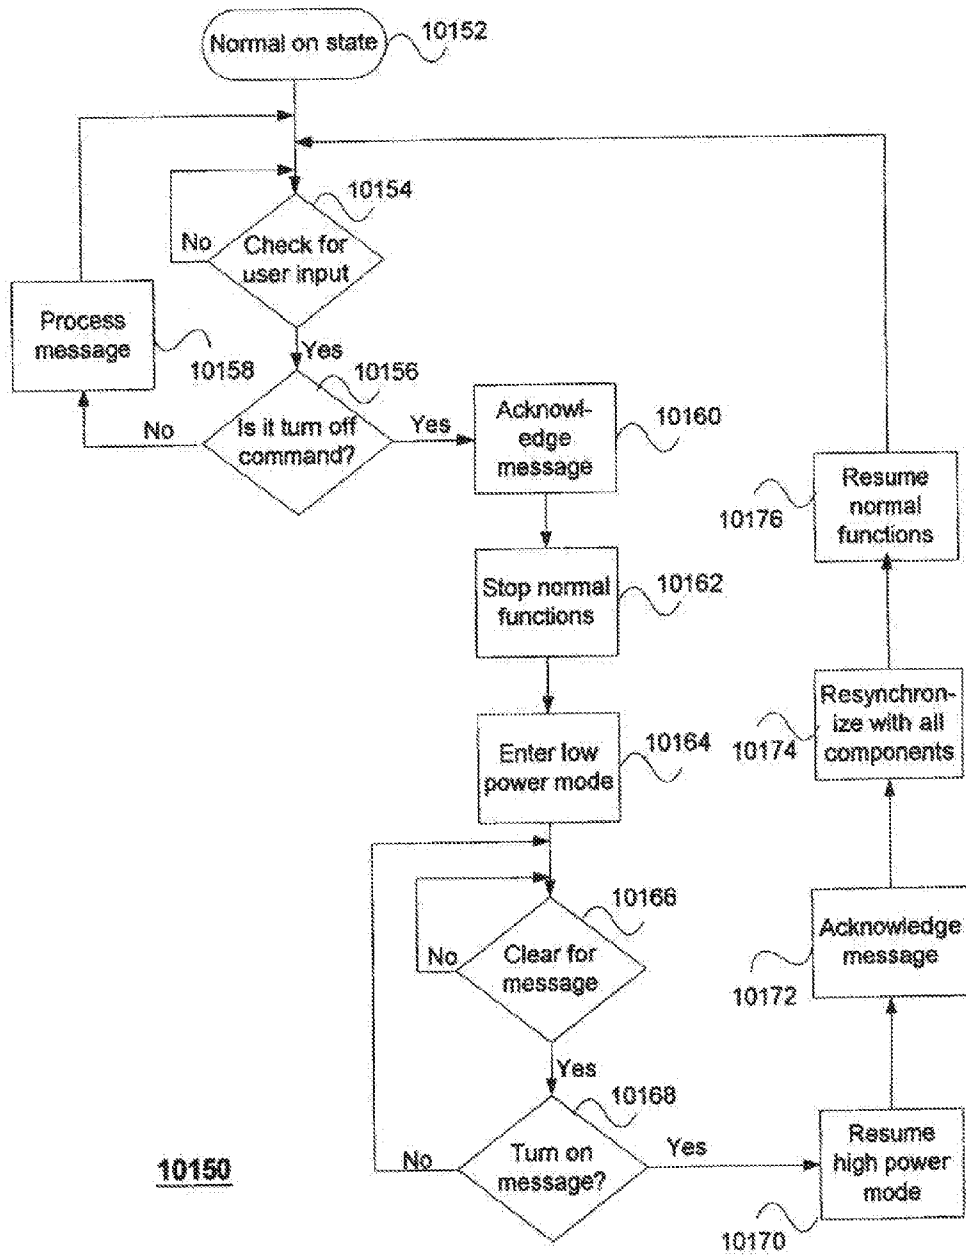 Normal on state
10152
10154
No
Check for
user input
Process
message
10158
Yes
10156
No
Is it turn off
command?
Yes
Acknowl-
edge
message
10160
Resume
normal
functions
10176
Stop normal
functions
10162
Resynchron-
ize with all
components
10174
Enter low
power mode
10164
10166
No
Clear for
message
Acknowledge
message
10172
Yes
10168
No
Turn on
message?
Yes
Resume
high power
mode
10170
10150